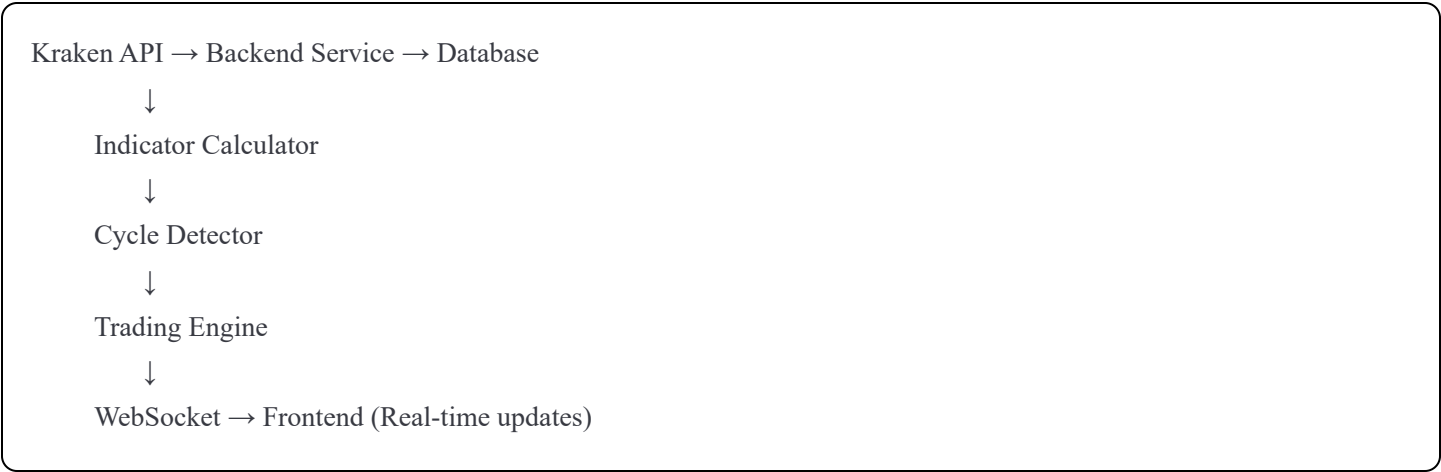 Kraken API → Backend Service → Database
↓
Indicator Calculator
↓
Cycle Detector
↓
Trading Engine
↓
WebSocket → Frontend (Real-time updates)